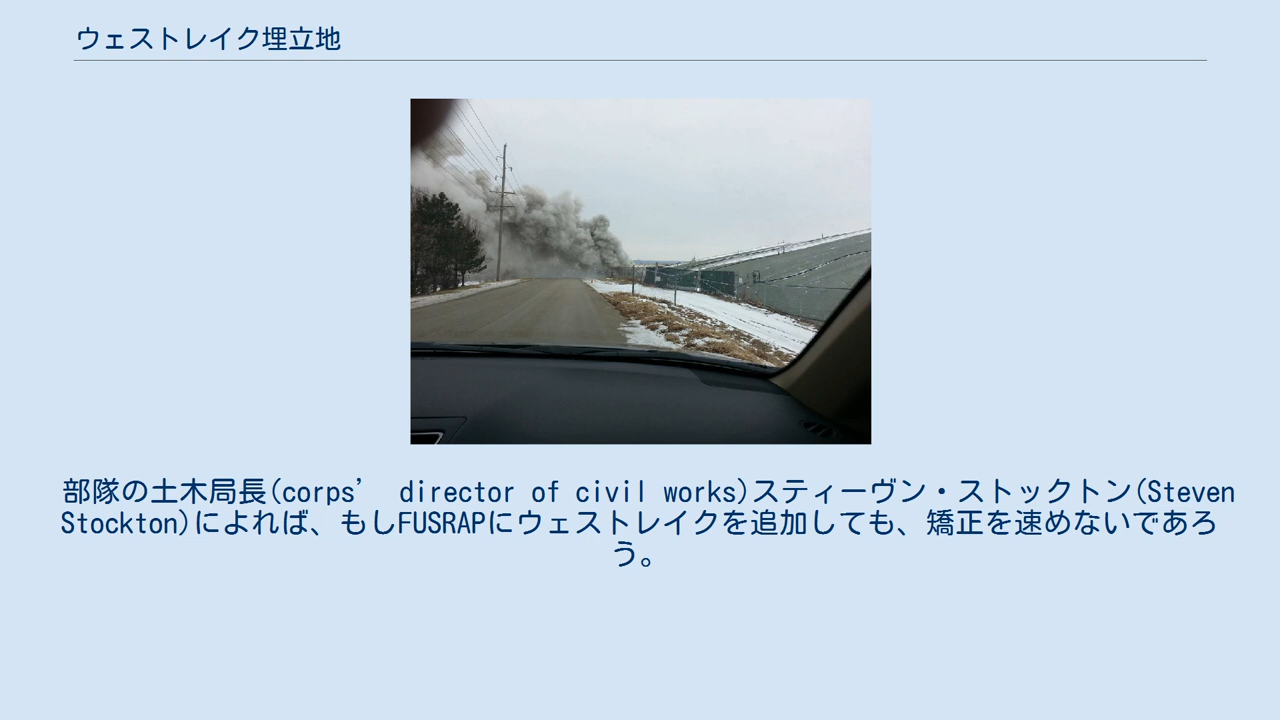 ウェストレイク埋立地
部隊の土木局長(corps’ director of civil works)スティーヴン・ストックトン(Steven
Stockton)によれば、もしFUSRAPにウェストレイクを追加しても、矯正を速めないであろ
う。